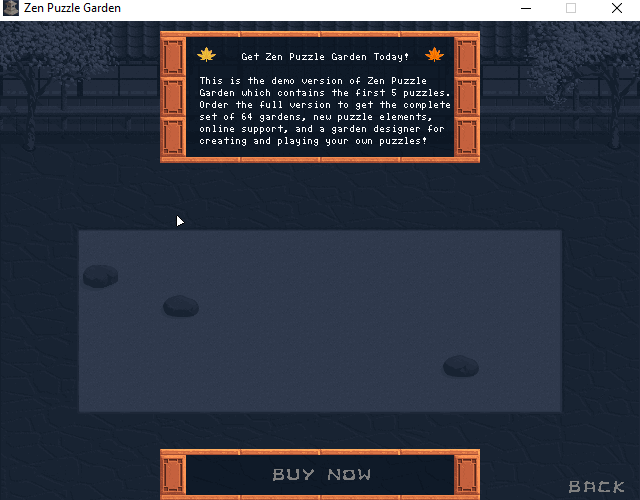 Zen Puzzle Garden
Get Zen Puzzle Garden Today!
This is the demo version of Zen Puzzle
Garden which contains the first 5 puzzles.
Order the full version to get the complete
set of 64 gardens, new puzzle elements,
online support, and a garden designer for
creating and playing your own puzzles!
BUY NOW
BACK